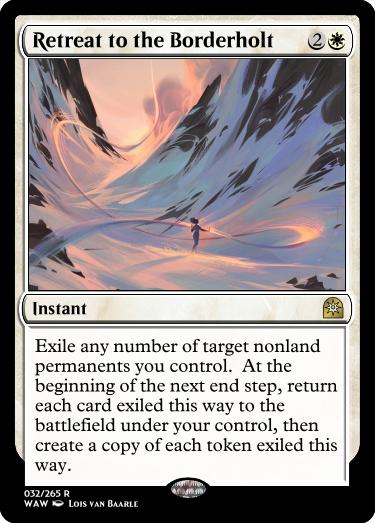 Retreat to the Borderholt 2
Instant
Exile any number of target nonland
permanents you control.  At the
beginning of the next end step, return
each card exiled this way to the
battlefield under your control, then
create a copy of each token exiled this
way.
032/265 R
WAW Lois van Baarle